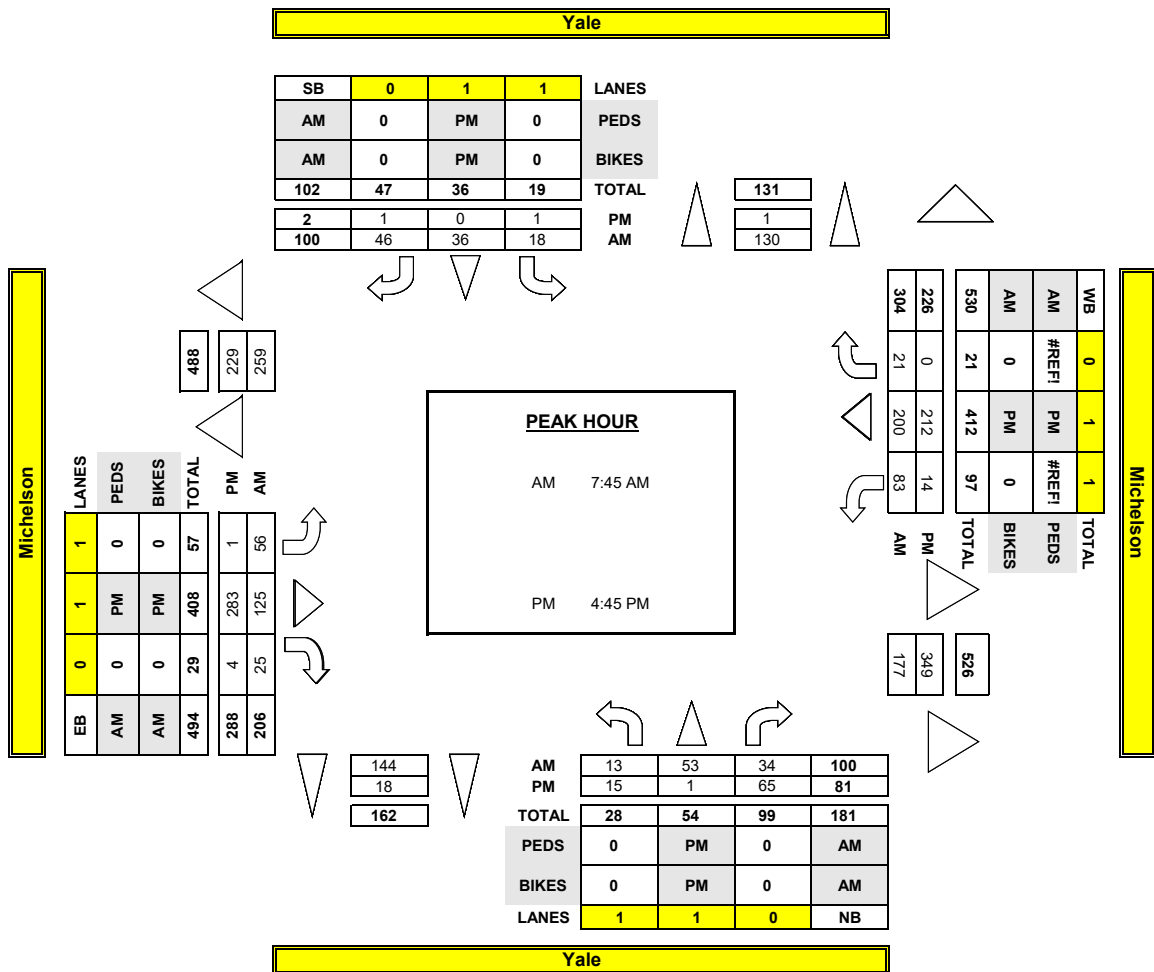 Yale
SB 0 1 1 LANES
AM 0 PM 0 PEDS
AM 0 PM 0 BIKES
102 47 36 19 TOTAL
2 1 0 1 PM
100 46 36 18 AM
131
1
130
Michelson
488
229 259
LANES PEDS BIKES TOTAL PM AM
1 0 0 57 1 56
1 PM PM 408 283 125
0 0 0 29 4 25
EB AM AM 494 288 206
PEAK HOUR
AM 7:45 AM
PM 4:45 PM
304 226 530 AM AM WB
21 0 21 0 #REF! 0
200 212 412 PM PM 1
83 14 97 0 #REF! 1
AM PM TOTAL BIKES PEDS TOTAL
177 349 526
Michelson
144
18
162
AM 13 53 34 100
PM 15 1 65 81
TOTAL 28 54 99 181
PEDS 0 PM 0 AM
BIKES 0 PM 0 AM
LANES 1 1 0 NB
Yale